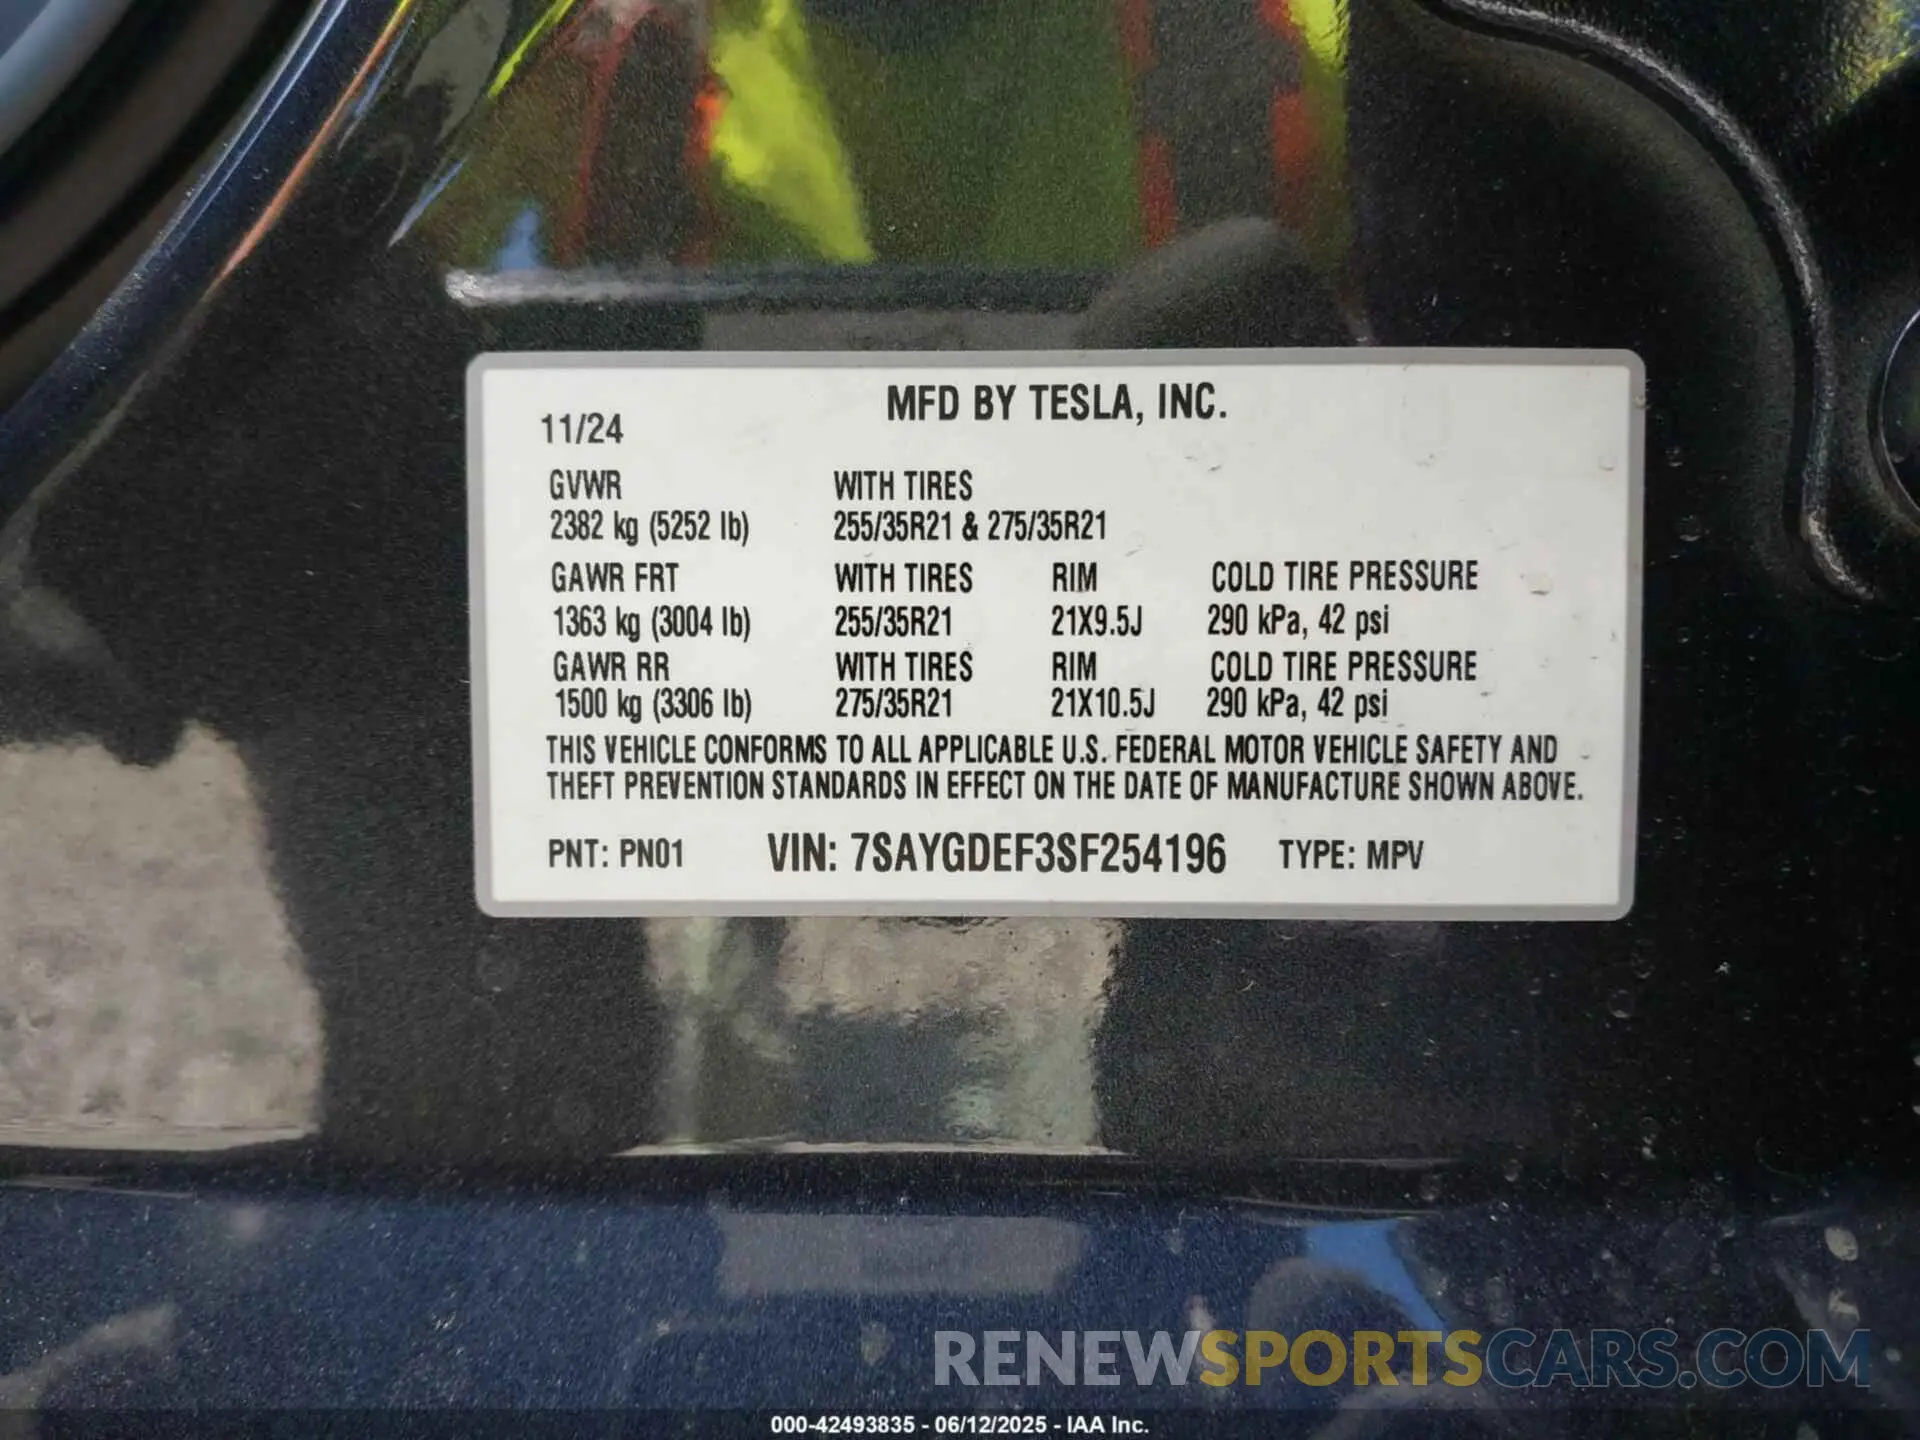 MFD BY TESLA, INC.
11/24
GVWR WITH TIRES
2382 kg (5252 lb) 255/35R21 & 275/35R21
GAWR FRT WITH TIRES RIM COLD TIRE PRESSURE
1363 kg (3004 lb) 255/35R21 21X9.5J 290 kPa, 42 psi
GAWR RR WITH TIRES RIM COLD TIRE PRESSURE
1500 kg (3306 lb) 275/35R21 21X10.5J 290 kPa, 42 psi
THIS VEHICLE CONFORMS TO ALL APPLICABLE U.S. FEDERAL MOTOR VEHICLE SAFETY AND
THEFT PREVENTION STANDARDS IN EFFECT ON THE DATE OF MANUFACTURE SHOWN ABOVE.
PNT: PN01 VIN: 7SAYGDEF3SF254196 TYPE: MPV
RENEWSPORTSCARS.COM
000-42493835 - 06/12/2025 - IAA Inc.